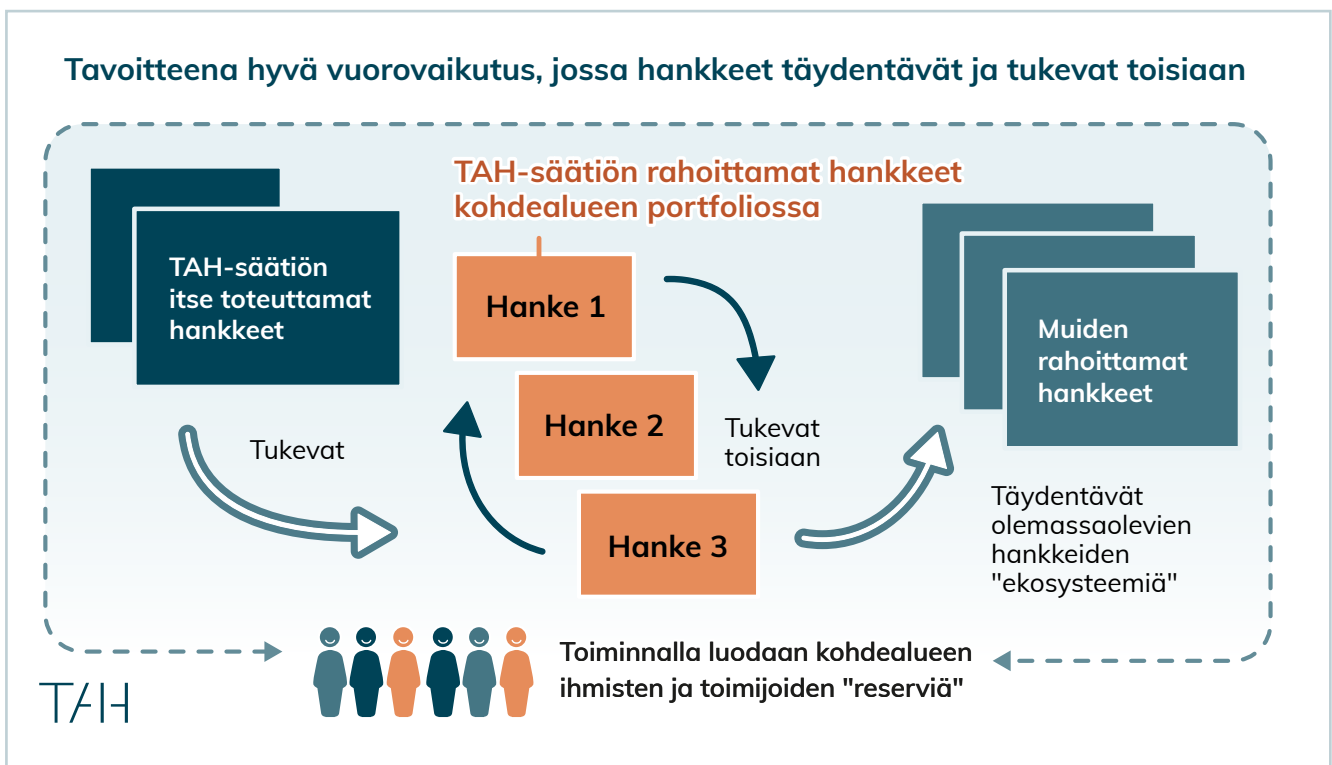 Tavoitteena hyvä vuorovaikutus, jossa hankkeet täydentävät ja tukevat toisiaan
TAH-säätiön
itse toteuttamat
hankkeet
TAH-säätiön rahoittamat hankkeet
kohdealueen portfoliossa
Hanke 1
Hanke 2
Hanke 3
Tukevat
Tukevat
toisiaan
Muiden
rahoittamat
hankkeet
Täydentävät
olemassaolevien
hankkeiden
"ekosysteemiä"
Toiminnalla luodaan kohdealueen
ihmisten ja toimijoiden "reserviä"
TAH